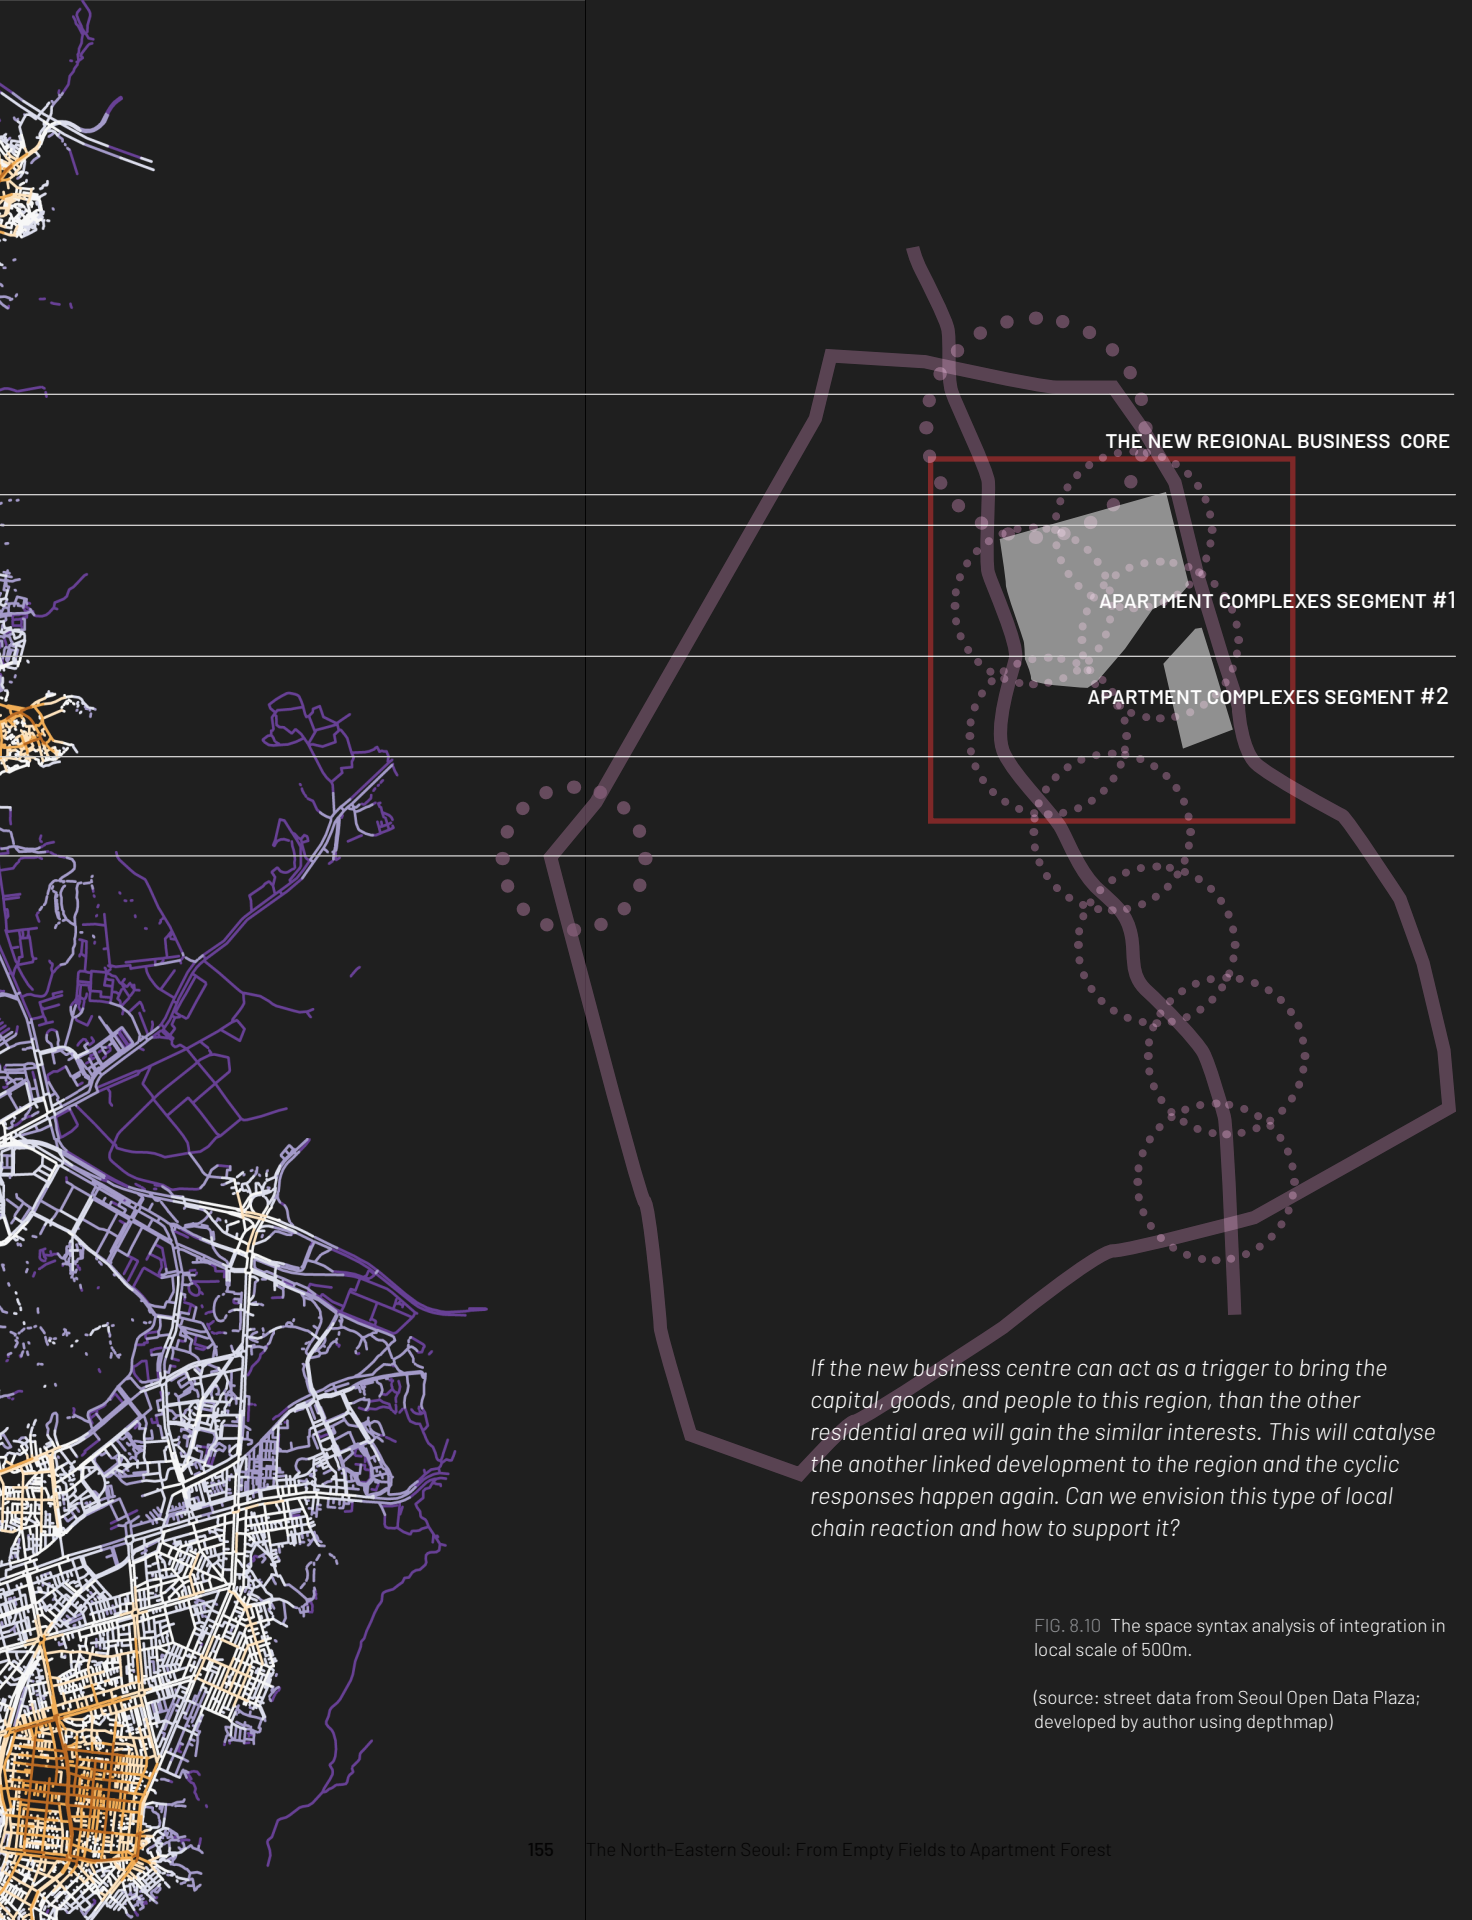 THE NEW REGIONAL BUSINESS  CORE
APARTMENT COMPLEXES SEGMENT #1
APARTMENT COMPLEXES SEGMENT #2
If the new business centre can act as a trigger to bring the
capital, goods, and people to this region, than the other
residential area will gain the similar interests. This will catalyse
the another linked development to the region and the cyclic
responses happen again. Can we envision this type of local
chain reaction and how to support it?
FIG. 8.10  The space syntax analysis of integration in
local scale of 500m.
(source: street data from Seoul Open Data Plaza;
developed by author using depthmap)
155 The North-Eastern Seoul: From Empty Fields to Apartment Forest